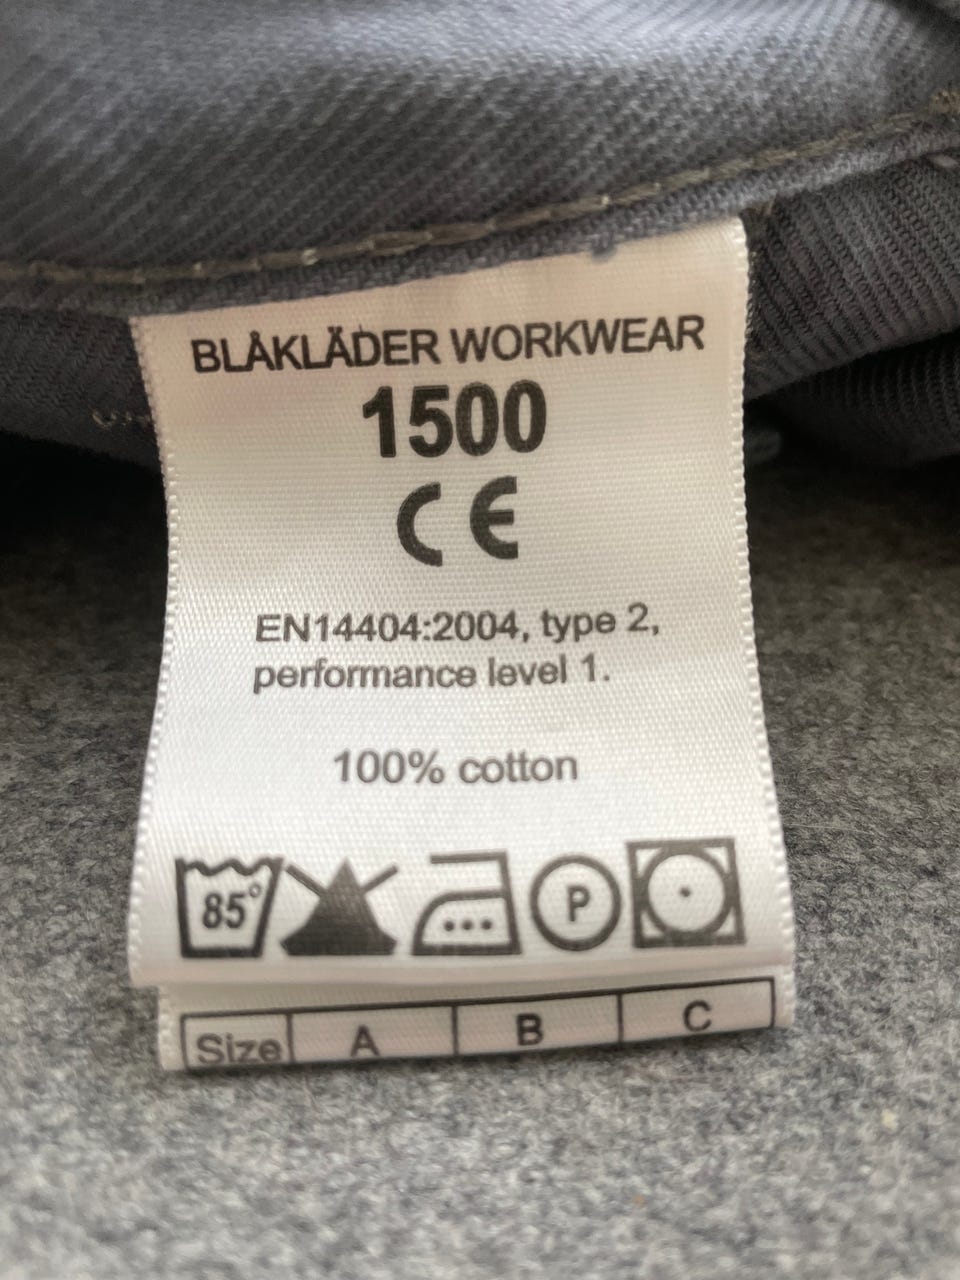 BLÅKLÄDER WORKWEAR
1500
CE
EN14404:2004, type 2,
performance level 1.
100% cotton
85°
P
Size A B C